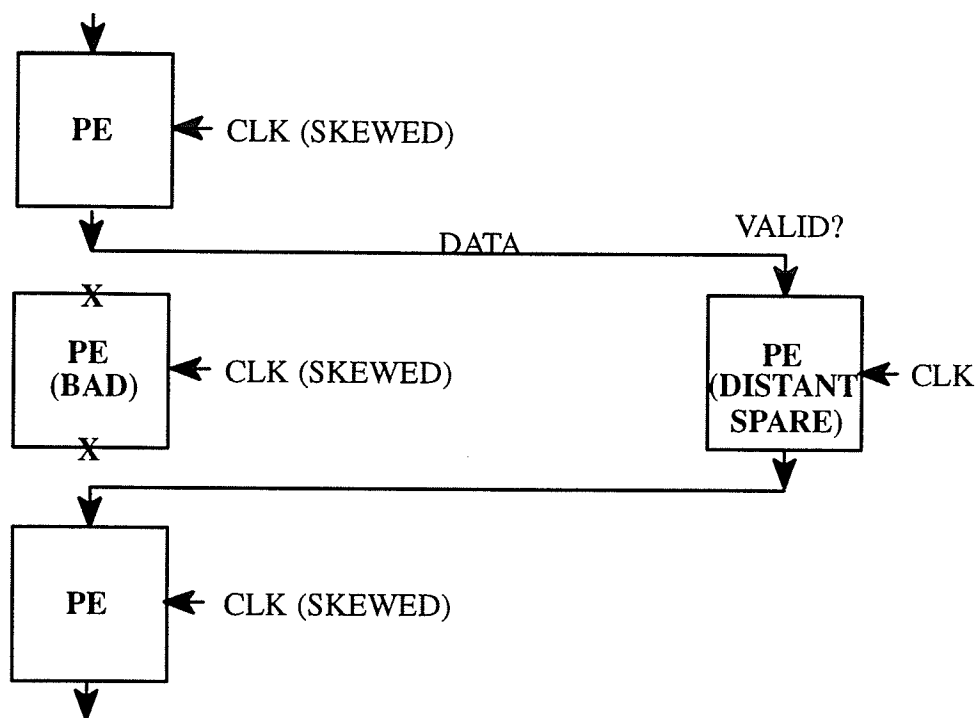 PE
CLK (SKEWED)
VALID?
DATA
X
PE
(BAD)
CLK (SKEWED)
X
PE
(DISTANT
SPARE)
CLK
PE
CLK (SKEWED)